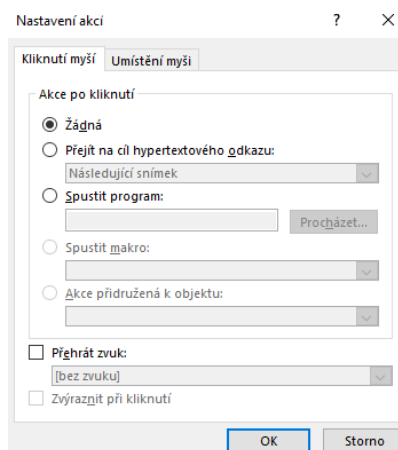 Nastavení akcí
Kliknutí myší Umístění myši
Akce po kliknutí
Žádná
Přejít na cíl hypertextového odkazu:
Následující snímek
Spustit program:
Procházet...
Spustit makro:
Akce přidružená k objektu:
Přehrát zvuk:
[bez zvuku]
Zvýraznit při kliknutí
OK Storno